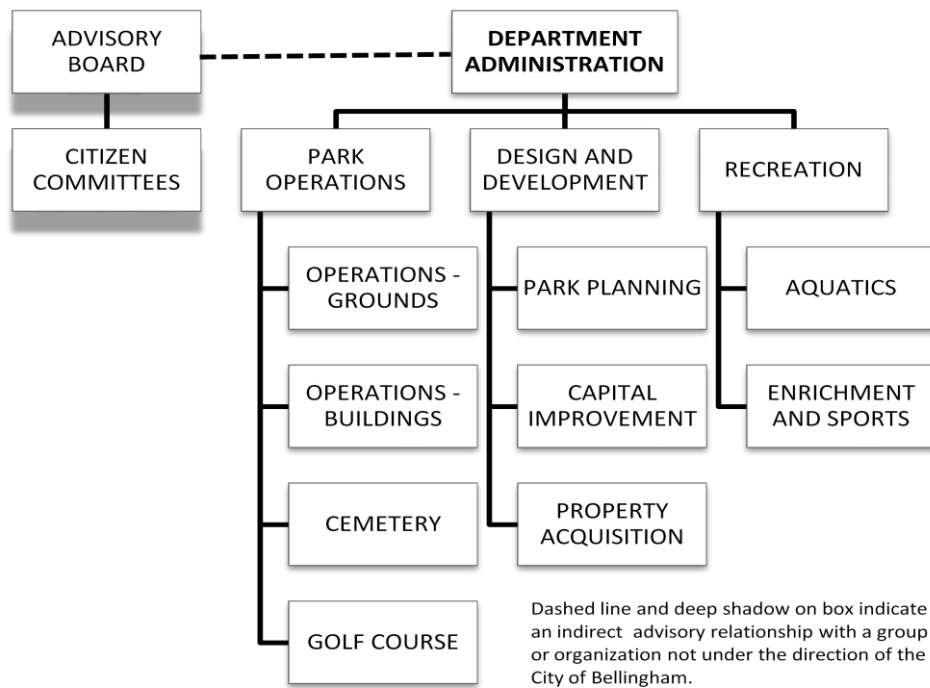 ADVISORY
BOARD
DEPARTMENT
ADMINISTRATION
CITIZEN
COMMITTEES
PARK
OPERATIONS
DESIGN AND
DEVELOPMENT
RECREATION
OPERATIONS -
GROUNDS
PARK PLANNING
AQUATICS
OPERATIONS -
BUILDINGS
CAPITAL
IMPROVEMENT
ENRICHMENT
AND SPORTS
CEMETERY
PROPERTY
ACQUISITION
GOLF COURSE
Dashed line and deep shadow on box indicate
an indirect advisory relationship with a group
or organization not under the direction of the
City of Bellingham.